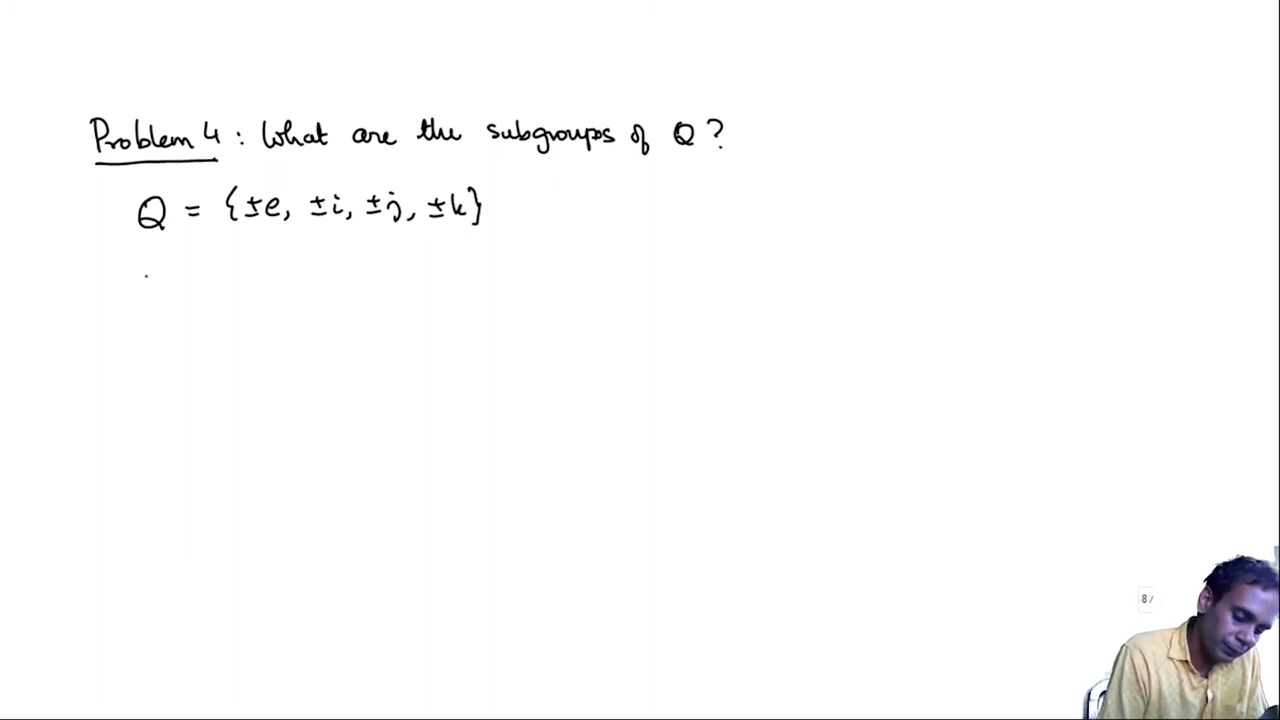 Problem 4 : What are the subgroups of Q ?
Q = {±e, ±i, ±j, ±k}